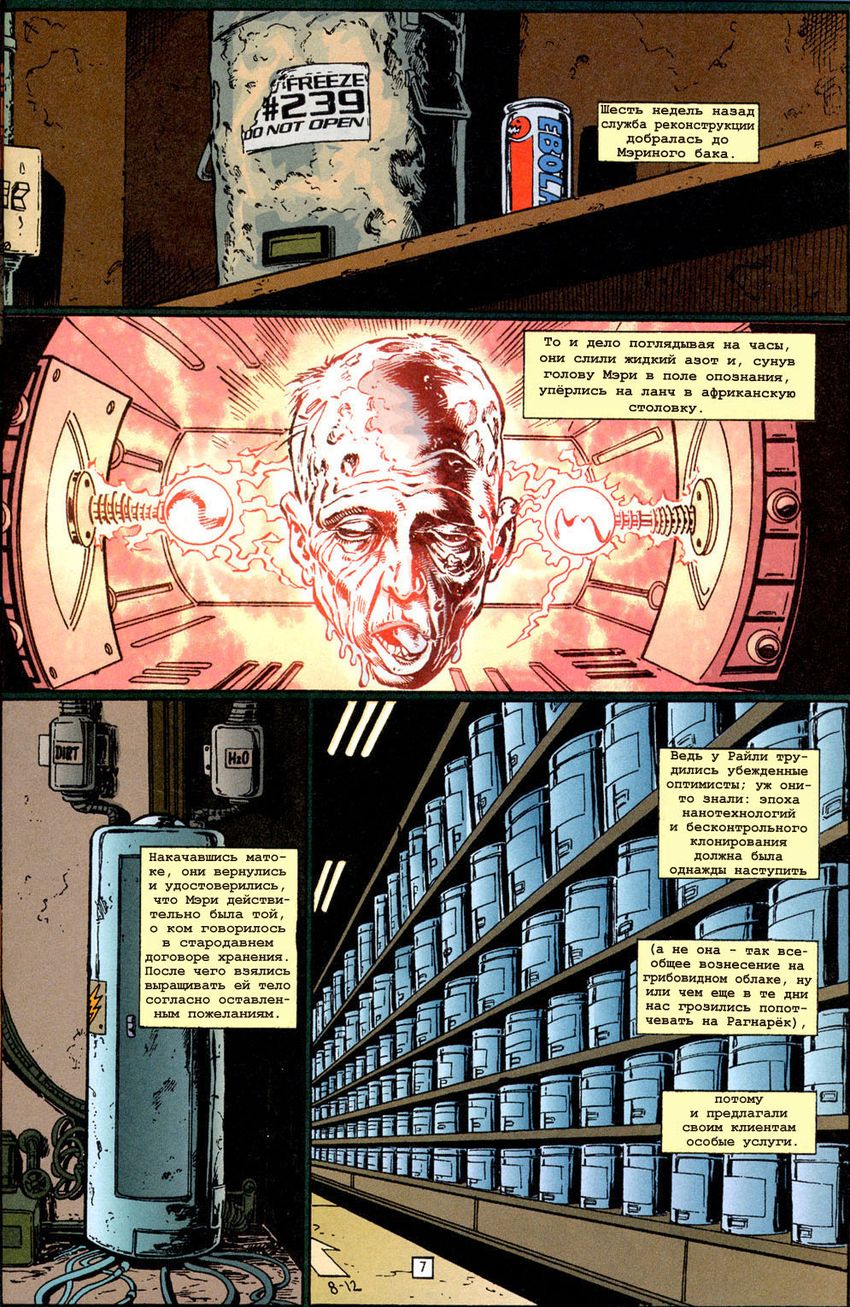 FREEZE
#239
DO NOT OPEN
EBOLA
Шесть недель назад
служба реконструкции
добралась до
Мэриного бака.
То и дело поглядывая на часы,
они слили жидкий азот и, сунув
голову Мэри в поле опознания,
упёрлись на ланч в африканскую
столовку.
DIRT
H2O
Накачавшись мато-
ке, они вернулись
и удостоверились,
что Мэри действи-
тельно была той,
о ком говорилось
в стародавнем
договоре хранения.
После чего взялись
выращивать ей тело
согласно оставлен-
ным пожеланиям.
Ведь у Райли тру-
дились убежденные
оптимисты; уж они-
то знали: эпоха
нанотехнологий
и бесконтрольного
клонирования
должна была
однажды наступить
(а не она - так все-
общее вознесение на
грибовидном облаке, ну
или чем еще в те дни
нас грозились попот-
чевать на Рагнарёк),
потому
и предлагали
своим клиентам
особые услуги.
7
8-12